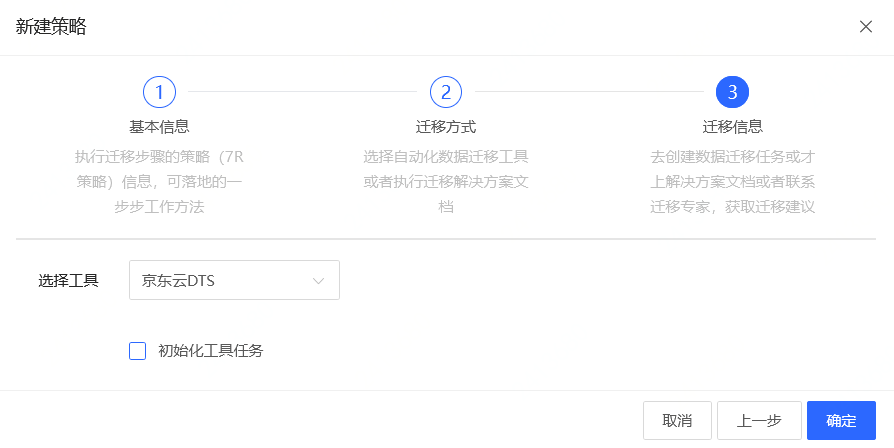 新建策略
1
2
3
基本信息
迁移方式
迁移信息
执行迁移步骤的策略（7R
策略）信息，可落地的一
步步工作方法
选择自动化数据迁移工具
或者执行迁移解决方案文
档
去创建数据迁移任务或才
上解决方案文档或者联系
迁移专家，获取迁移建议
选择工具
京东云DTS
初始化工具任务
取消
上一步
确定